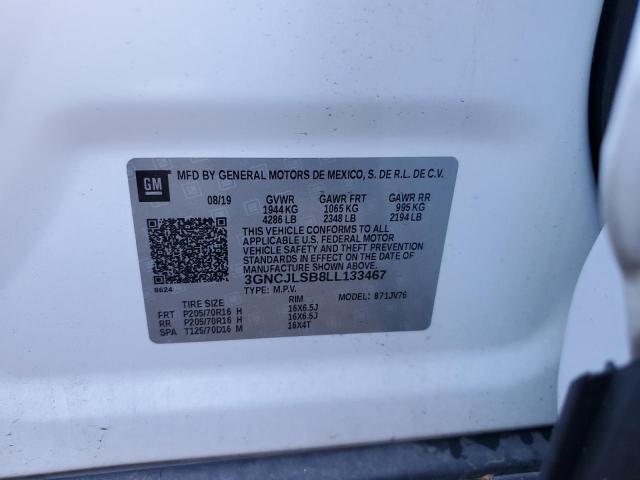 GM
MFD BY GENERAL MOTORS DE MEXICO, S. DE R.L. DE C.V.
08/19 GVWR GAWR FRT GAWR RR
1944 KG 1065 KG 995 KG
4286 LB 2348 LB 2194 LB
THIS VEHICLE CONFORMS TO ALL
APPLICABLE U.S. FEDERAL MOTOR
VEHICLE SAFETY AND THEFT PREVENTION
STANDARDS IN EFFECT ON THE DATE OF
MANUFACTURE SHOWN ABOVE.
3GNCJLSB8LL133467
8624 TYPE: M.P.V. MODEL: 871JV76
TIRE SIZE RIM
FRT P205/70R16 H 16X6.5J
RR P205/70R16 H 16X6.5J
SPA T125/70D16 M 16X4T